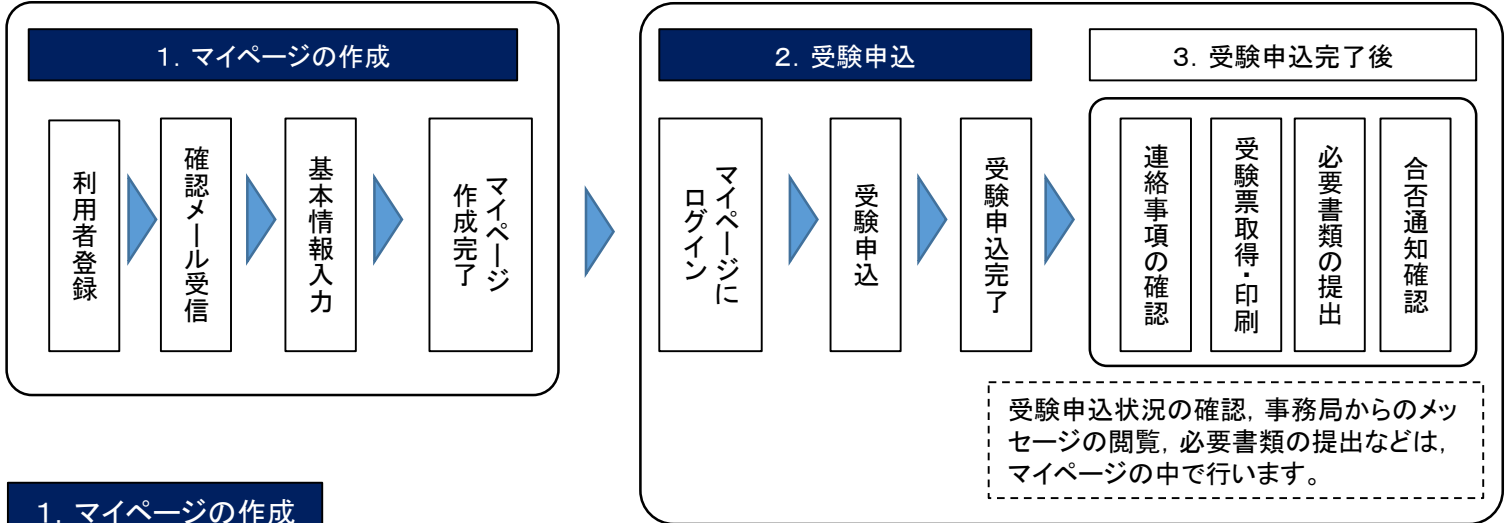 1．マイページの作成
利用者登録
確認メール受信
基本情報入力
マイページ
作成完了
2．受験申込
マイページに
ログイン
受験申込
受験申込完了
3．受験申込完了後
連絡事項の確認
受験票取得・印刷
必要書類の提出
合否通知確認
受験申込状況の確認，事務局からのメッ
セージの閲覧，必要書類の提出などは，
マイページの中で行います。
1．マイページの作成